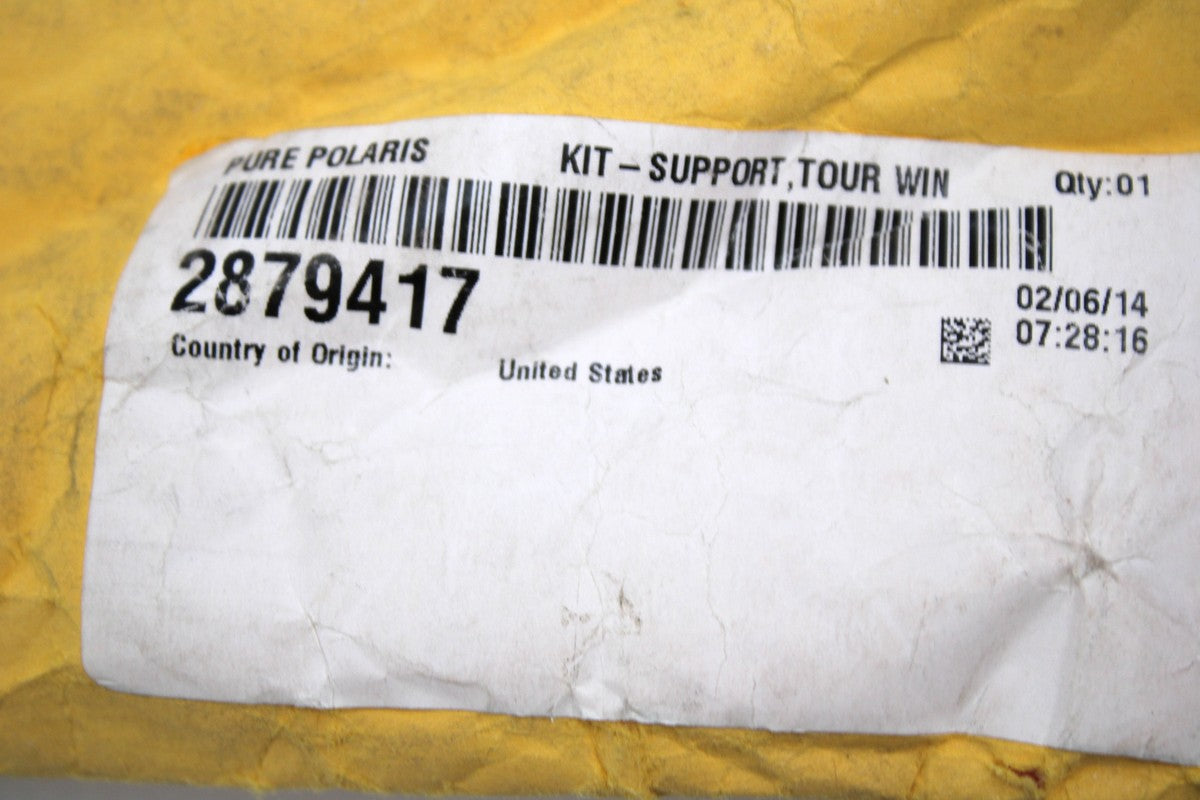 PURE POLARIS KIT – SUPPORT,TOUR WIN Qty:01
2879417
02/06/14
07:28:16
Country of Origin: United States